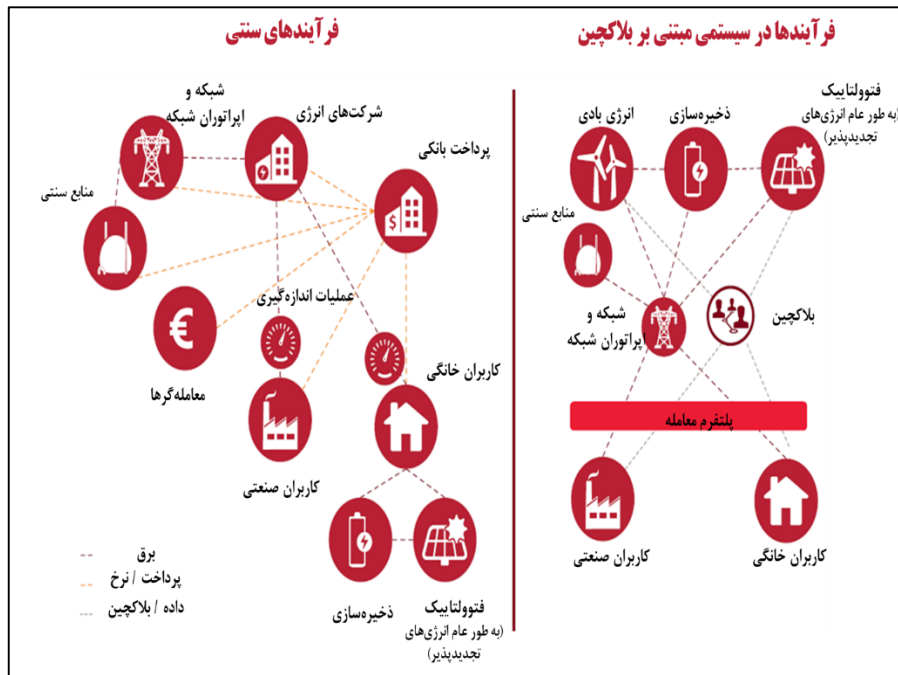 فرآیندها در سیستمی مبتنی بر بلاکچین
فتوولتاییک
(به طور عام انرژی‌های
تجدیدپذیر)
ذخیره‌سازی
انرژی بادی
منابع سنتی
شبکه و
اپراتوران شبکه
بلاکچین
پلتفرم معامله
کاربران صنعتی
کاربران خانگی
فرآیندهای سنتی
شبکه و
اپراتوران شبکه
شرکت‌های انرژی
پرداخت بانکی
$
منابع سنتی
€
معامله‌گرها
عملیات اندازه‌گیری
کاربران خانگی
کاربران صنعتی
ذخیره‌سازی
فتوولتاییک
(به طور عام انرژی‌های
تجدیدپذیر)
برق
پرداخت / نرخ
داده / بلاکچین